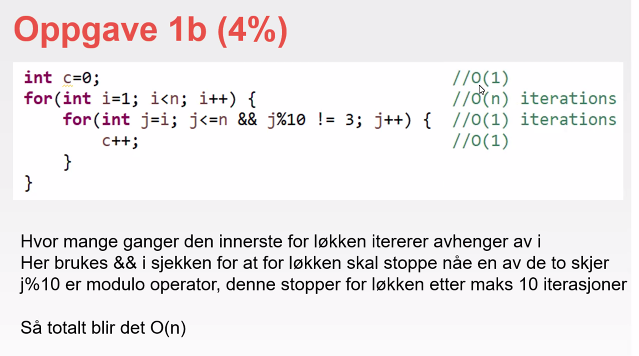 Oppgave 1b (4%)
int c=0; //O(1)
for(int i=1; i<n; i++) { //O(n) iterations
for(int j=i; j<=n && j%10 != 3; j++) { //O(1) iterations
c++; //O(1)
}
}
Hvor mange ganger den innerste for løkken itererer avhenger av i
Her brukes && i sjekken for at for løkken skal stoppe nåe en av de to skjer
j%10 er modulo operator, denne stopper for løkken etter maks 10 iterasjoner
Så totalt blir det O(n)